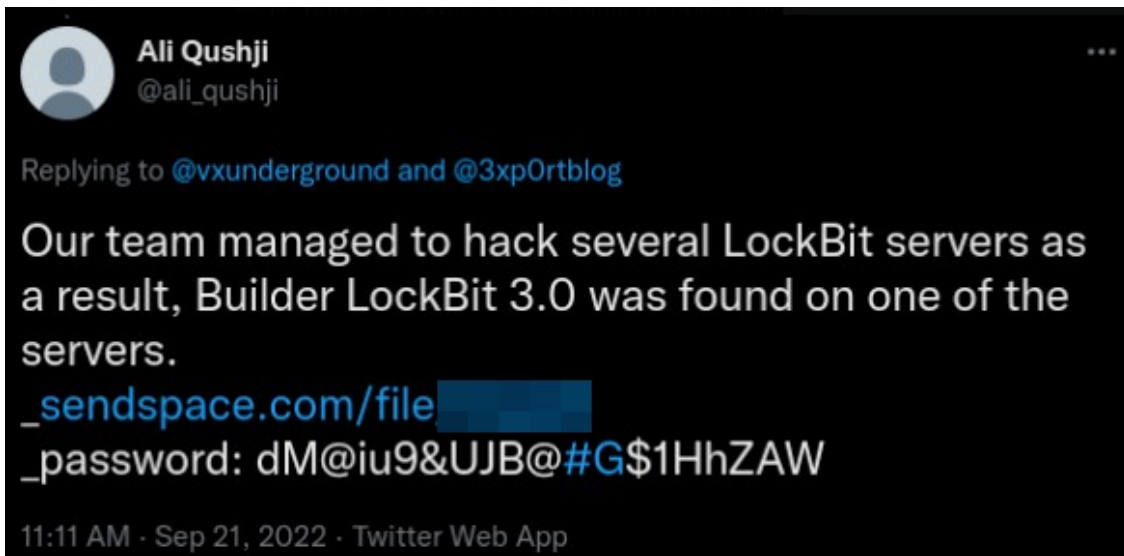 Ali Qushji
@ali_qushji
Replying to @vxunderground and @3xp0rtblog
Our team managed to hack several LockBit servers as
a result, Builder LockBit 3.0 was found on one of the
servers.
_sendspace.com/file
_password: dM@iu9&UJB@#G$1HhZAW
11:11 AM · Sep 21, 2022 · Twitter Web App